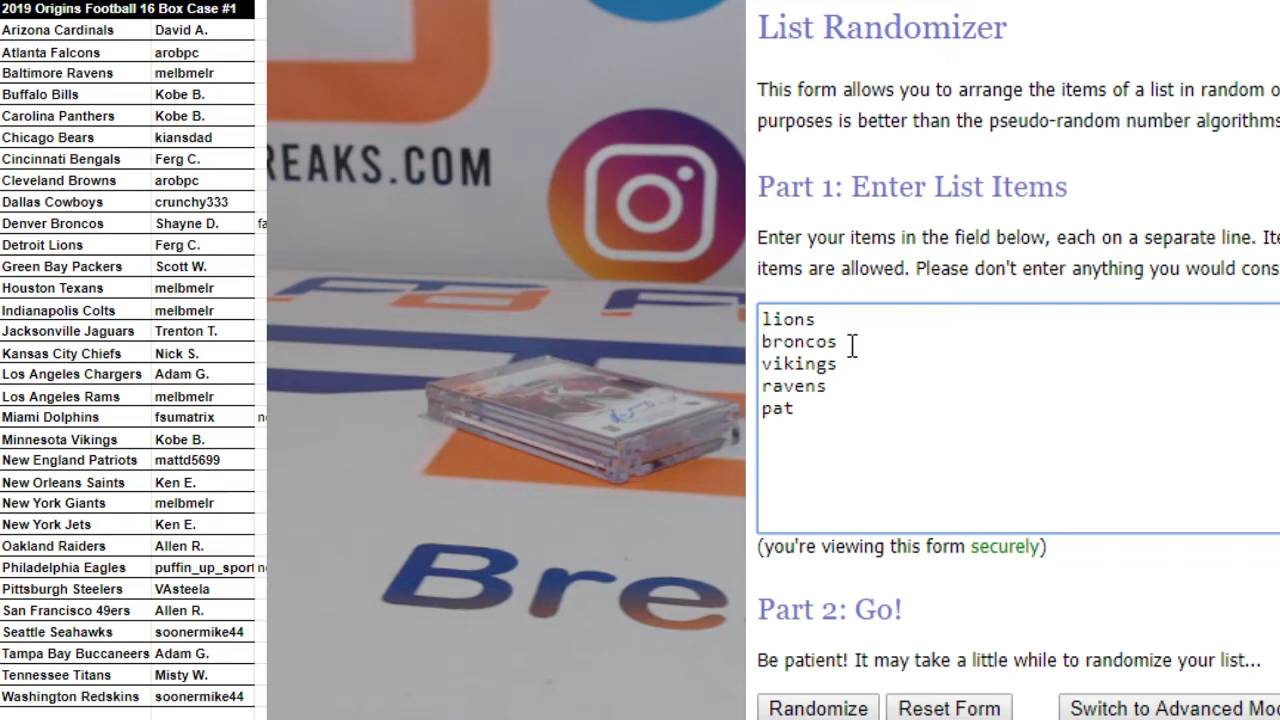 2019 Origins Football 16 Box Case #1
Arizona Cardinals David A.
Atlanta Falcons arobpc
Baltimore Ravens melbmelr
Buffalo Bills Kobe B.
Carolina Panthers Kobe B.
Chicago Bears kiansdad
Cincinnati Bengals Ferg C.
Cleveland Browns arobpc
Dallas Cowboys crunchy333
Denver Broncos Shayne D. fa
Detroit Lions Ferg C.
Green Bay Packers Scott W.
Houston Texans melbmelr
Indianapolis Colts melbmelr
Jacksonville Jaguars Trenton T.
Kansas City Chiefs Nick S.
Los Angeles Chargers Adam G.
Los Angeles Rams melbmelr
Miami Dolphins fsumatrix
Minnesota Vikings Kobe B.
New England Patriots mattd5699
New Orleans Saints Ken E.
New York Giants melbmelr
New York Jets Ken E.
Oakland Raiders Allen R.
Philadelphia Eagles puffin_up_sport
Pittsburgh Steelers VAsteela
San Francisco 49ers Allen R.
Seattle Seahawks soonermike44
Tampa Bay Buccaneers Adam G.
Tennessee Titans Misty W.
Washington Redskins soonermike44
REAKS.COM
Bre
List Randomizer
This form allows you to arrange the items of a list in random o
purposes is better than the pseudo-random number algorithms
Part 1: Enter List Items
Enter your items in the field below, each on a separate line. Ite
items are allowed. Please don't enter anything you would cons
lions
broncos
vikings
ravens
pat
(you're viewing this form securely)
Part 2: Go!
Be patient! It may take a little while to randomize your list...
Randomize Reset Form Switch to Advanced Mod